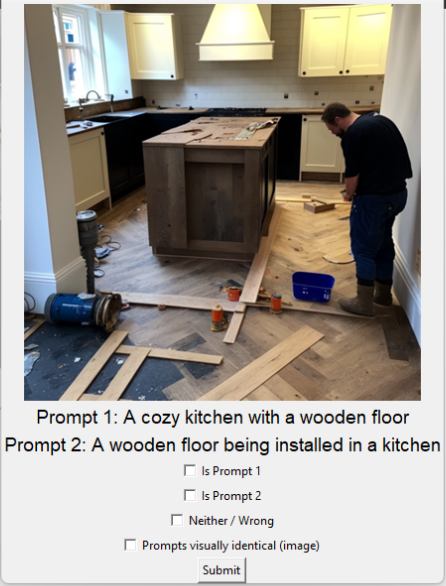 Prompt 1: A cozy kitchen with a wooden floor
Prompt 2: A wooden floor being installed in a kitchen
Is Prompt 1
Is Prompt 2
Neither / Wrong
Prompts visually identical (image)
Submit